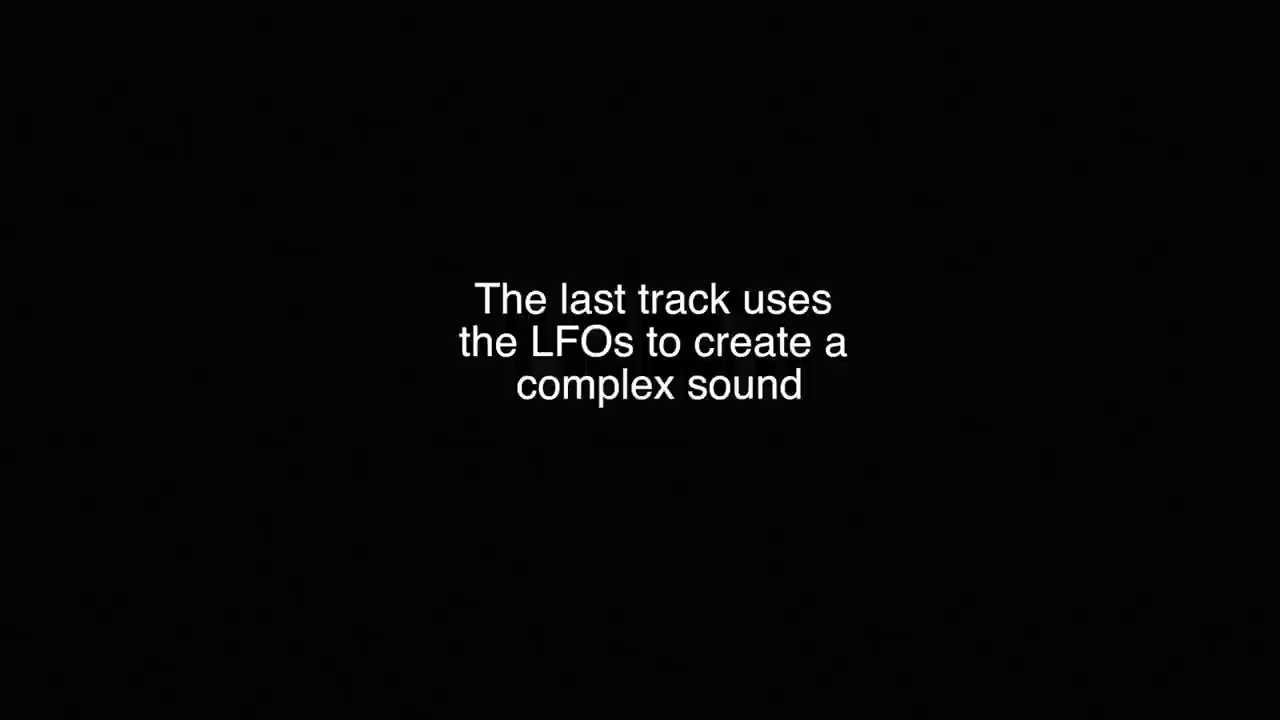 The last track uses
the LFOs to create a
complex sound